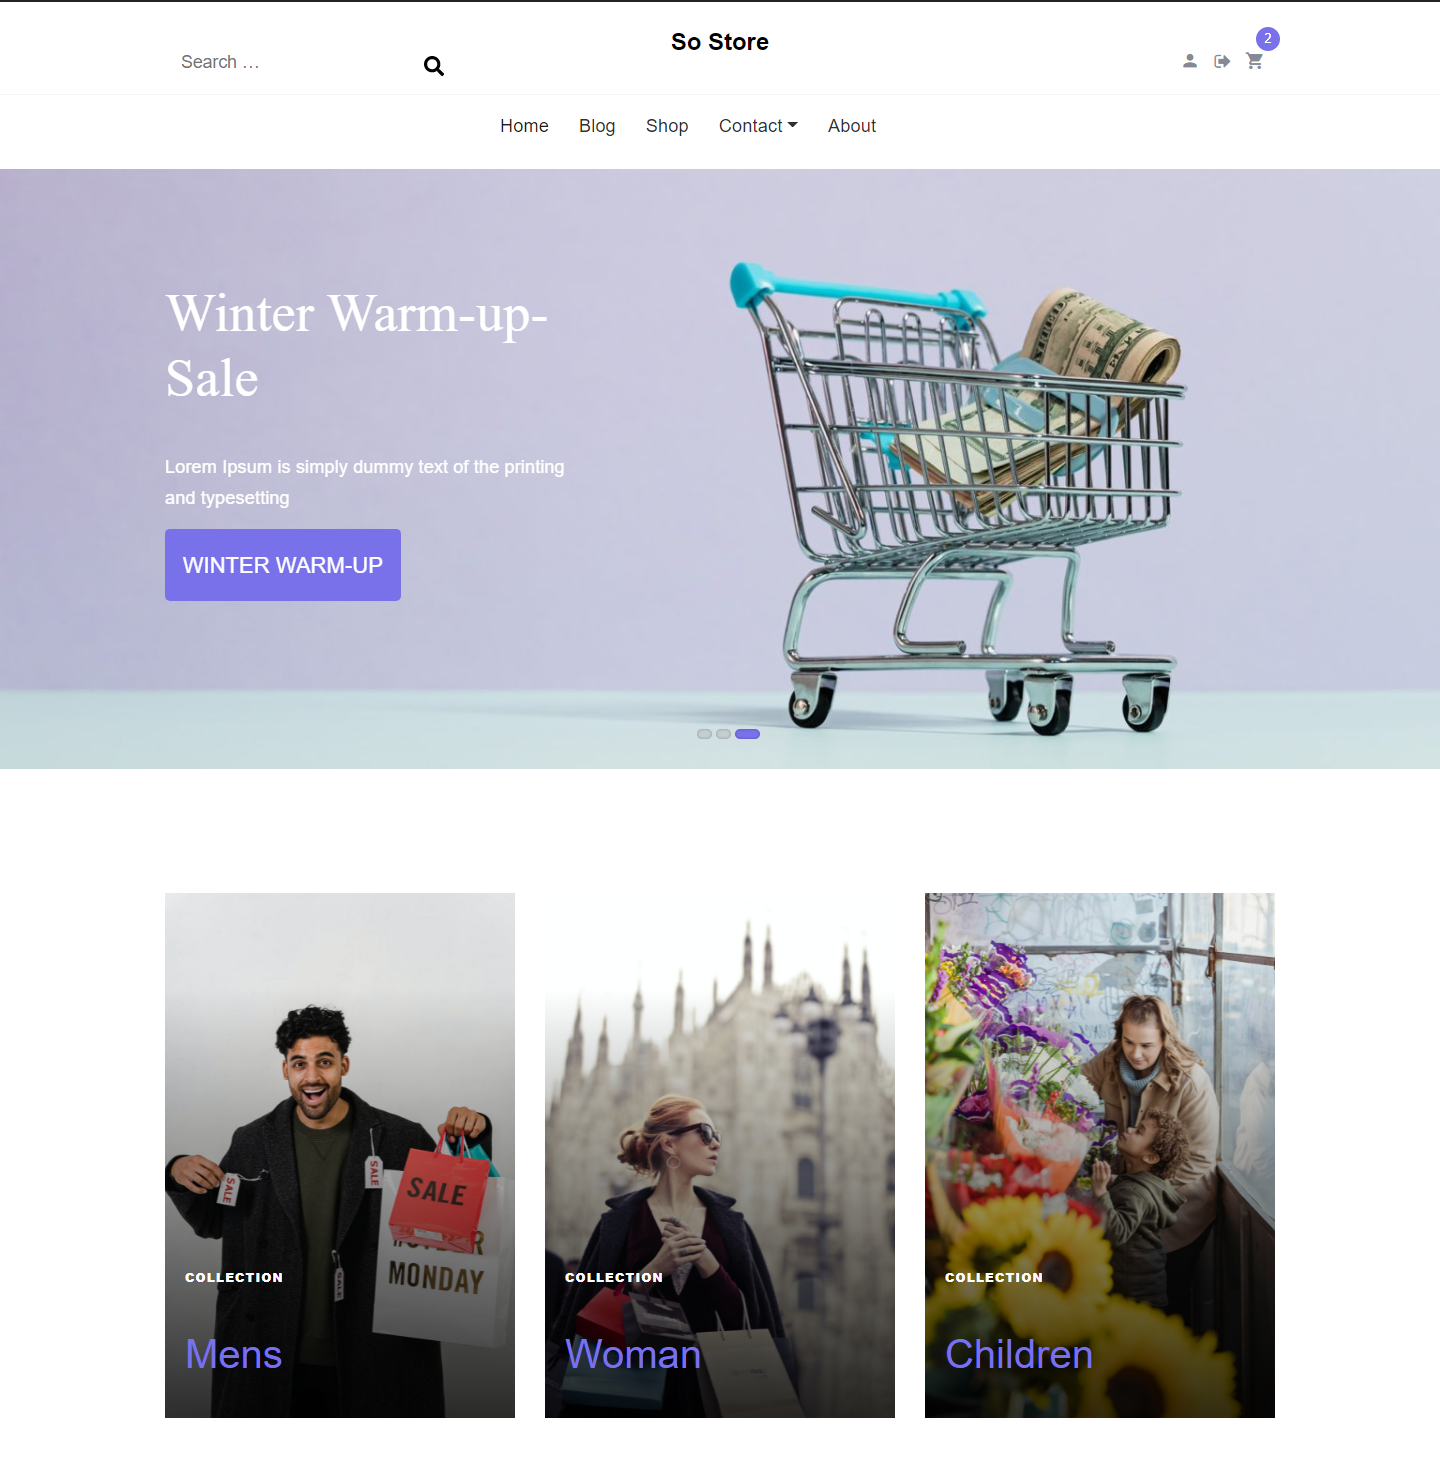 So Store
2
Search …
Home Blog Shop Contact About
Winter Warm-up-
Sale
Lorem Ipsum is simply dummy text of the printing
and typesetting
WINTER WARM-UP
SALE
SALE
SALE
SALE
MONDAY
COLLECTION
Mens
COLLECTION
Woman
COLLECTION
Children